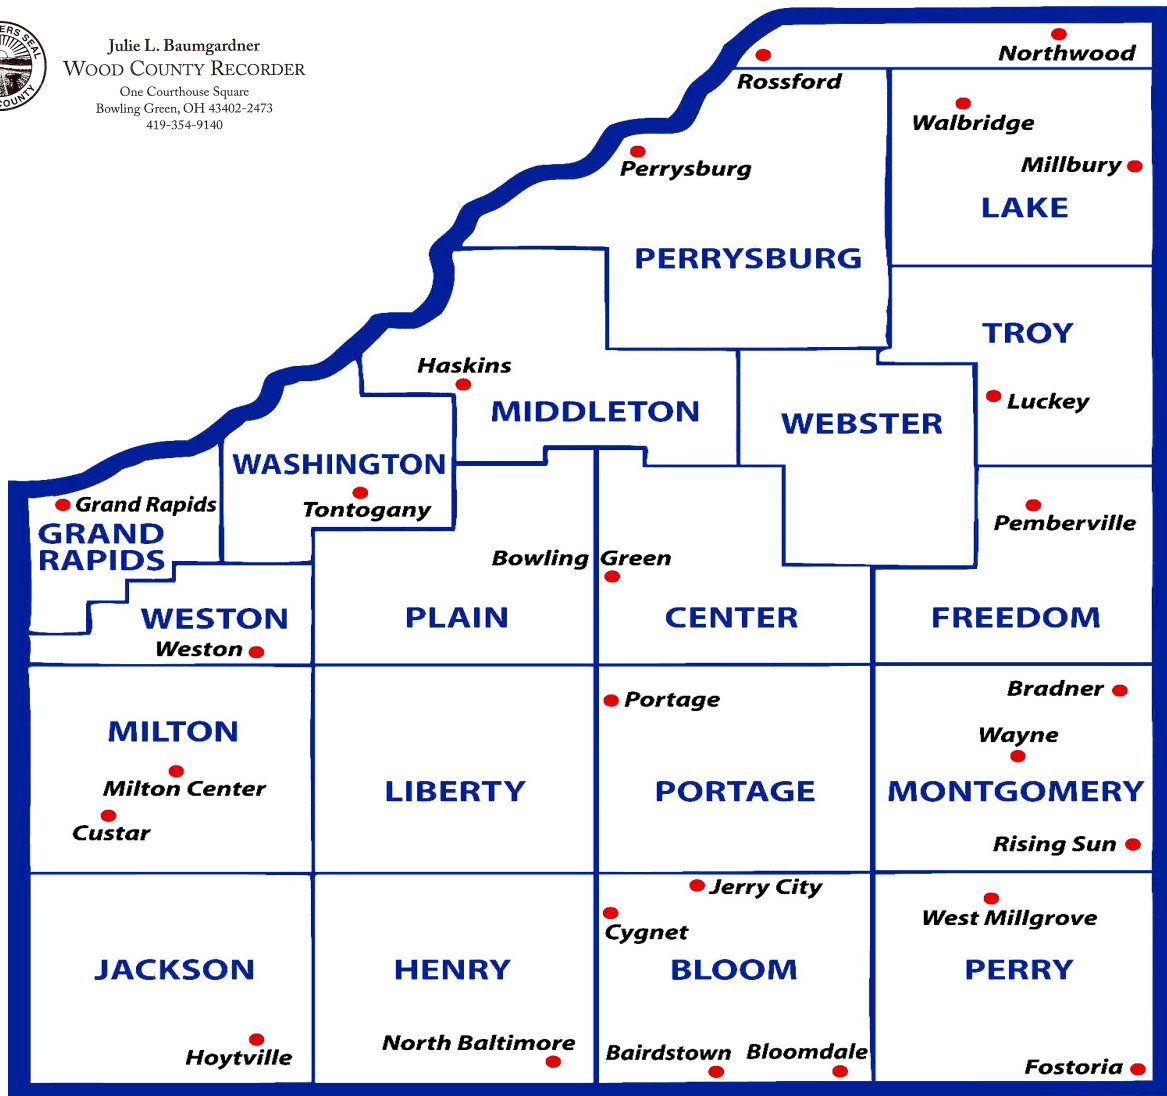 ERS SEAL
COUNTY
Julie L. Baumgardner
WOOD COUNTY RECORDER
One Courthouse Square
Bowling Green, OH 43402-2473
419-354-9140
Northwood
Rossford
Walbridge
Perrysburg
Millbury
LAKE
PERRYSBURG
TROY
Haskins
Luckey
MIDDLETON
WEBSTER
WASHINGTON
Grand Rapids
Tontogany
Pemberville
GRAND
RAPIDS
Bowling Green
WESTON
PLAIN
CENTER
FREEDOM
Weston
Bradner
Portage
MILTON
Wayne
Milton Center
LIBERTY
PORTAGE
MONTGOMERY
Custar
Rising Sun
Jerry City
West Millgrove
Cygnet
JACKSON
HENRY
BLOOM
PERRY
Hoytville
North Baltimore
Bairdstown
Bloomdale
Fostoria